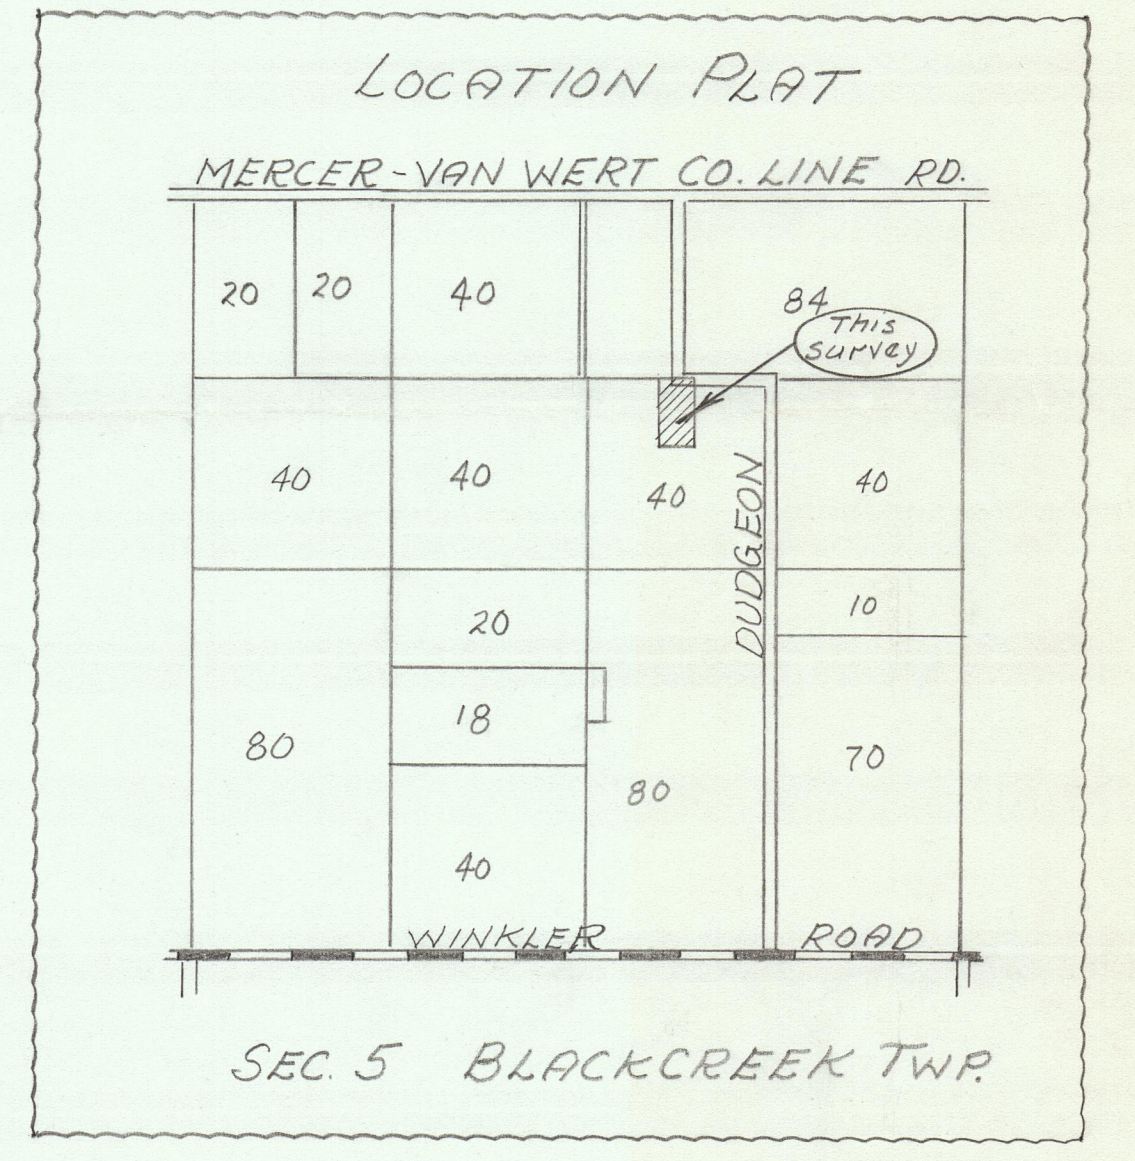 LOCATION PLAT
MERCER-VAN WERT CO. LINE RD.
20
20
40
84
This
survey
40
40
40
40
DUDGEON
20
10
18
80
80
70
40
WINKLER ROAD
SEC. 5 BLACKCREEK TWP.